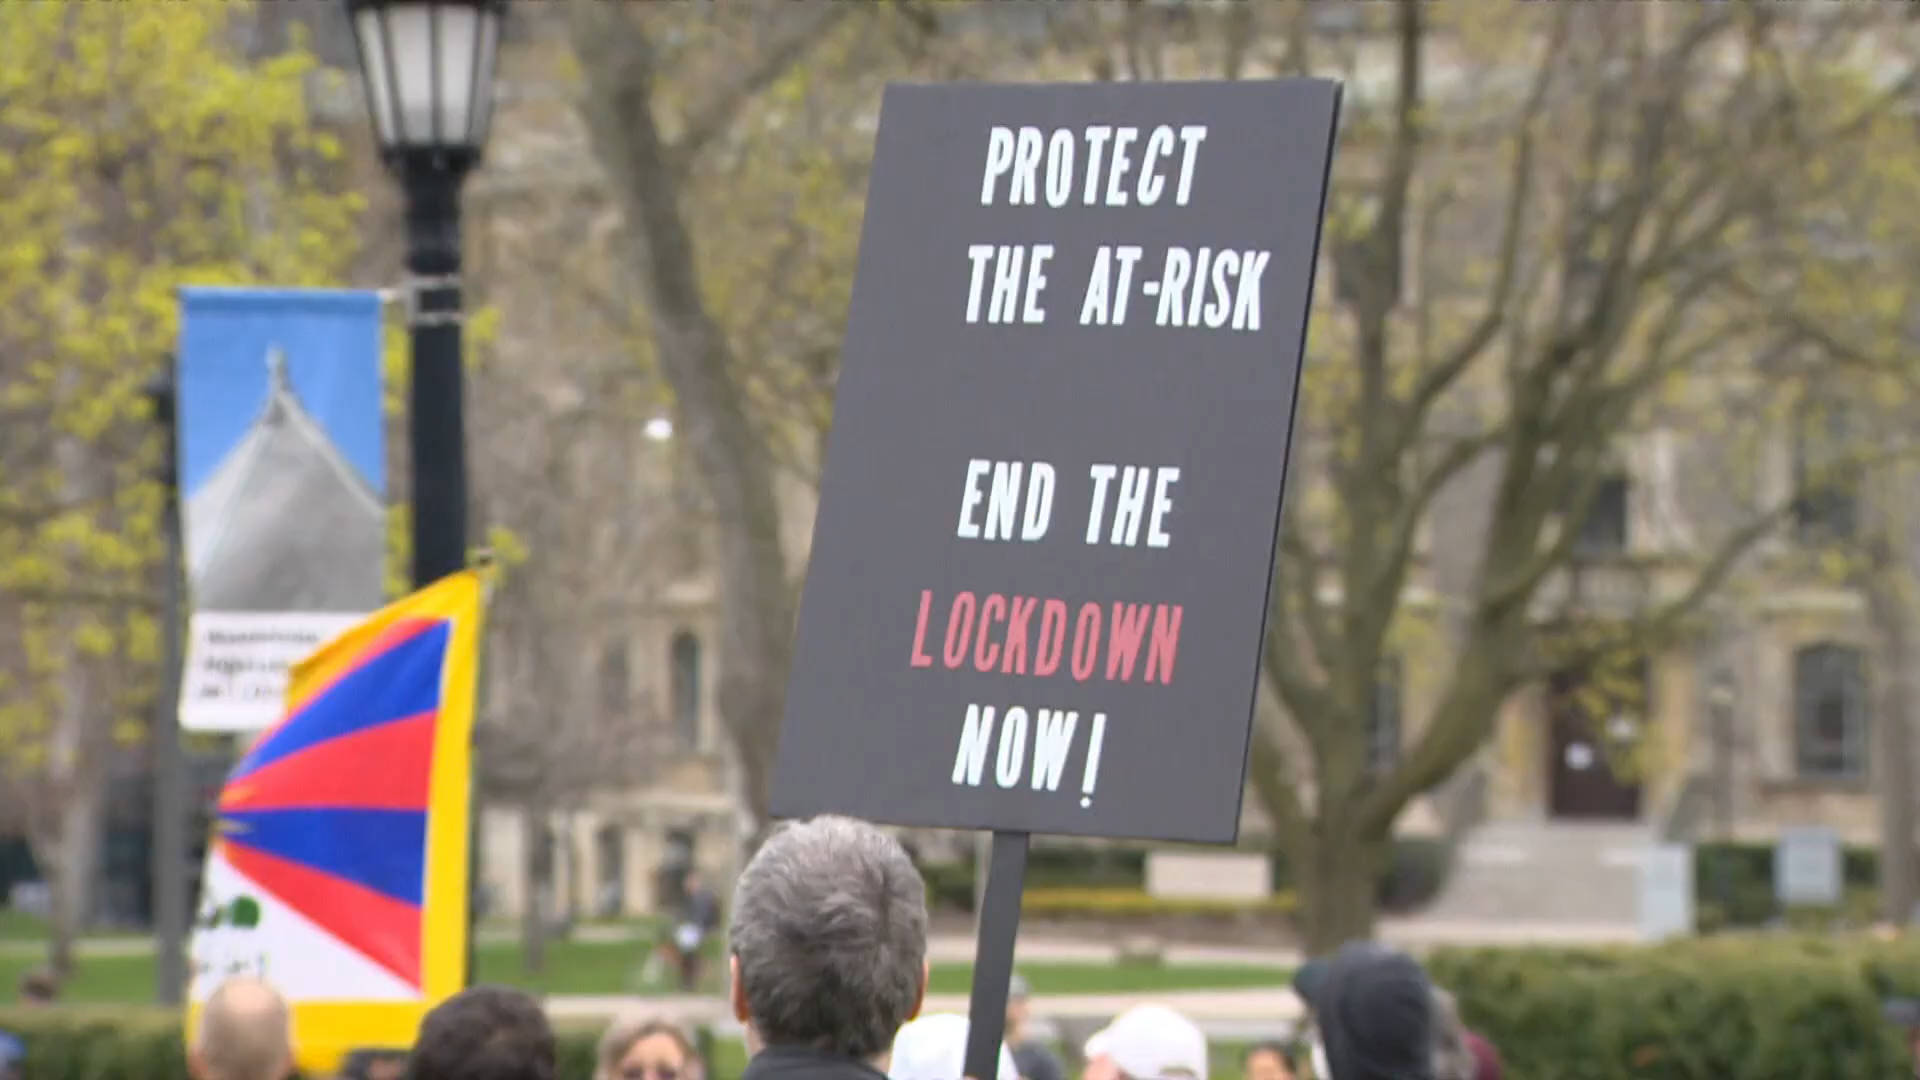 PROTECT
THE AT-RISK
END THE
LOCKDOWN
NOW!